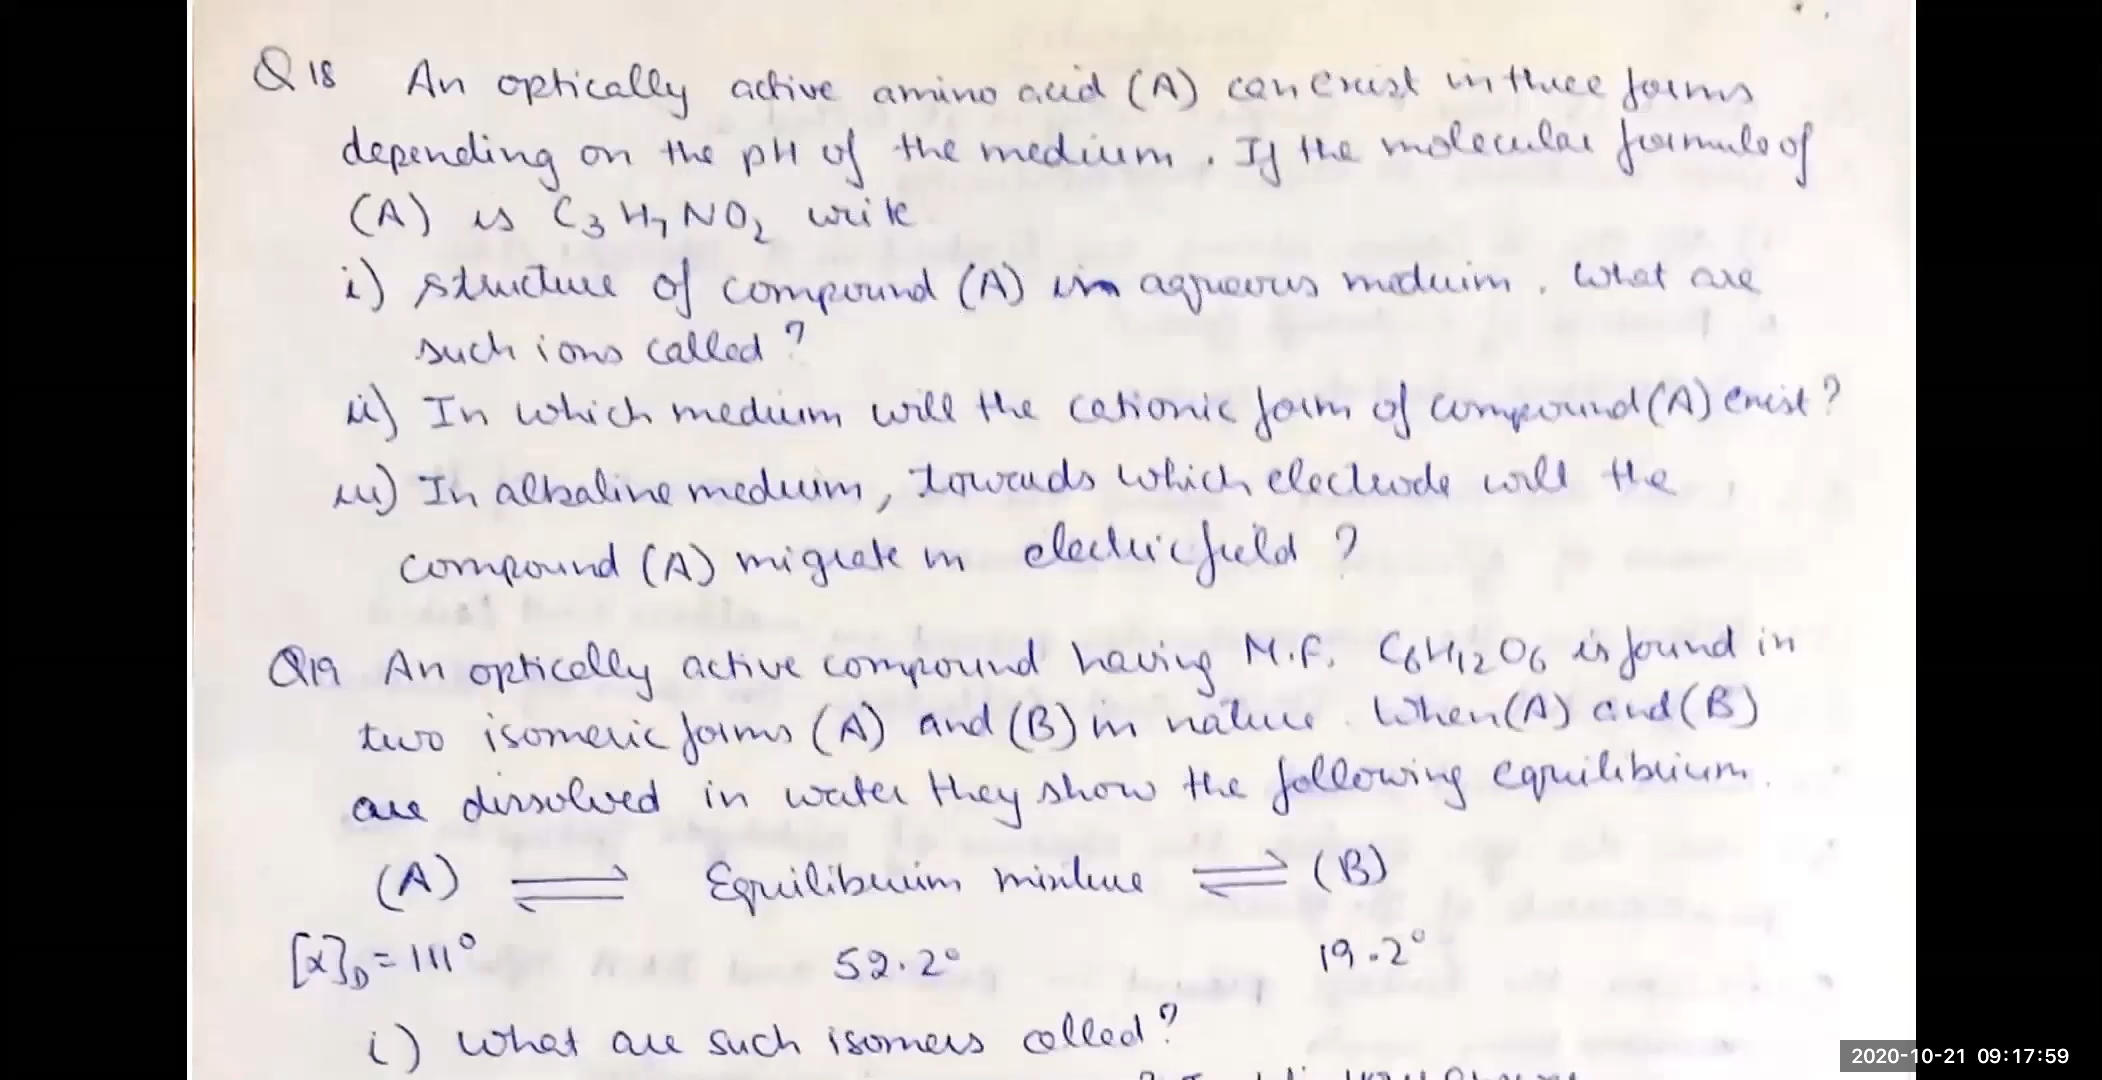 Q18 An optically active amino acid (A) can exist in three forms
depending on the pH of the medium. If the molecular formula of
(A) is C3H7NO2 write
i) structure of compound (A) in aqueous meduim. What are
such ions called?
ii) In which medium will the cationic form of compound (A) exist?
iii) In alkaline meduim, towards which electrode will the
compound (A) migrate in electric field?
Q19 An optically active compound having M.F. C6H12O6 is found in
two isomeric forms (A) and (B) in nature. When (A) and (B)
are dissolved in water they show the following equilibrium.
(A) ⇌ Equilibrium mixture ⇌ (B)
[α]D = 111° 52.2° 19.2°
i) What are such isomers called?
2020-10-21 09:17:59